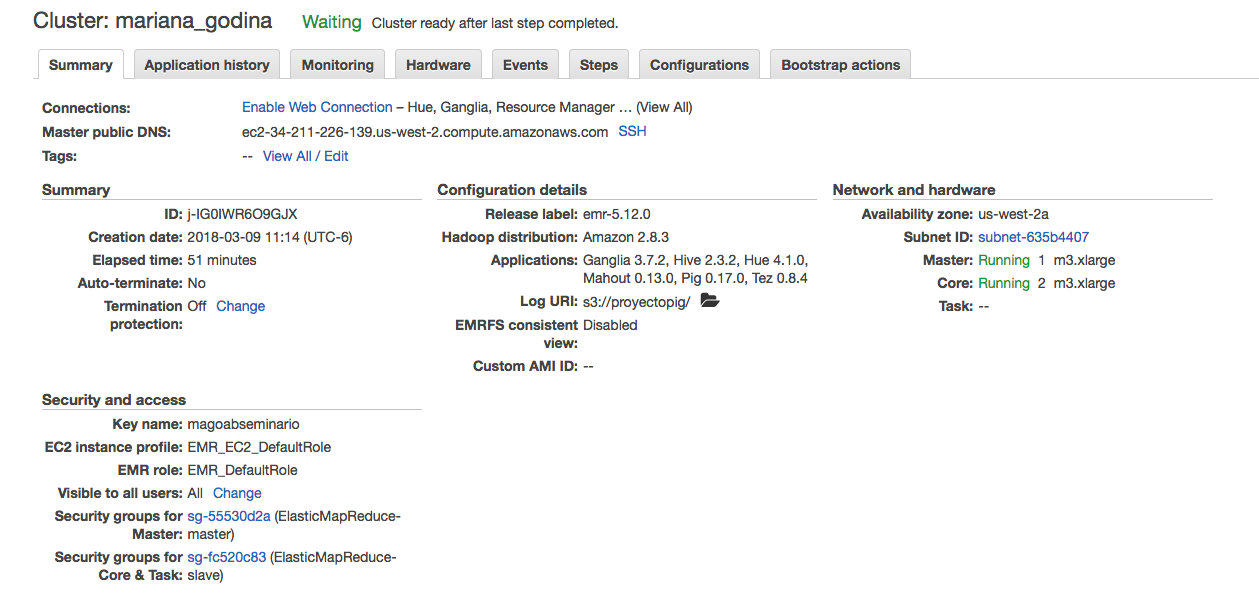 Cluster: mariana_godina Waiting Cluster ready after last step completed.
Summary Application history Monitoring Hardware Events Steps Configurations Bootstrap actions
Connections: Enable Web Connection – Hue, Ganglia, Resource Manager … (View All)
Master public DNS: ec2-34-211-226-139.us-west-2.compute.amazonaws.com SSH
Tags: -- View All / Edit
Summary
ID: j-IG0IWR6O9GJX
Creation date: 2018-03-09 11:14 (UTC-6)
Elapsed time: 51 minutes
Auto-terminate: No
Termination Off Change
protection:
Configuration details
Release label: emr-5.12.0
Hadoop distribution: Amazon 2.8.3
Applications: Ganglia 3.7.2, Hive 2.3.2, Hue 4.1.0,
Mahout 0.13.0, Pig 0.17.0, Tez 0.8.4
Log URI: s3://proyectopig/
EMRFS consistent Disabled
view:
Custom AMI ID: --
Network and hardware
Availability zone: us-west-2a
Subnet ID: subnet-635b4407
Master: Running 1 m3.xlarge
Core: Running 2 m3.xlarge
Task: --
Security and access
Key name: magoabseminario
EC2 instance profile: EMR_EC2_DefaultRole
EMR role: EMR_DefaultRole
Visible to all users: All Change
Security groups for sg-55530d2a (ElasticMapReduce-
Master: master)
Security groups for sg-fc520c83 (ElasticMapReduce-
Core & Task: slave)